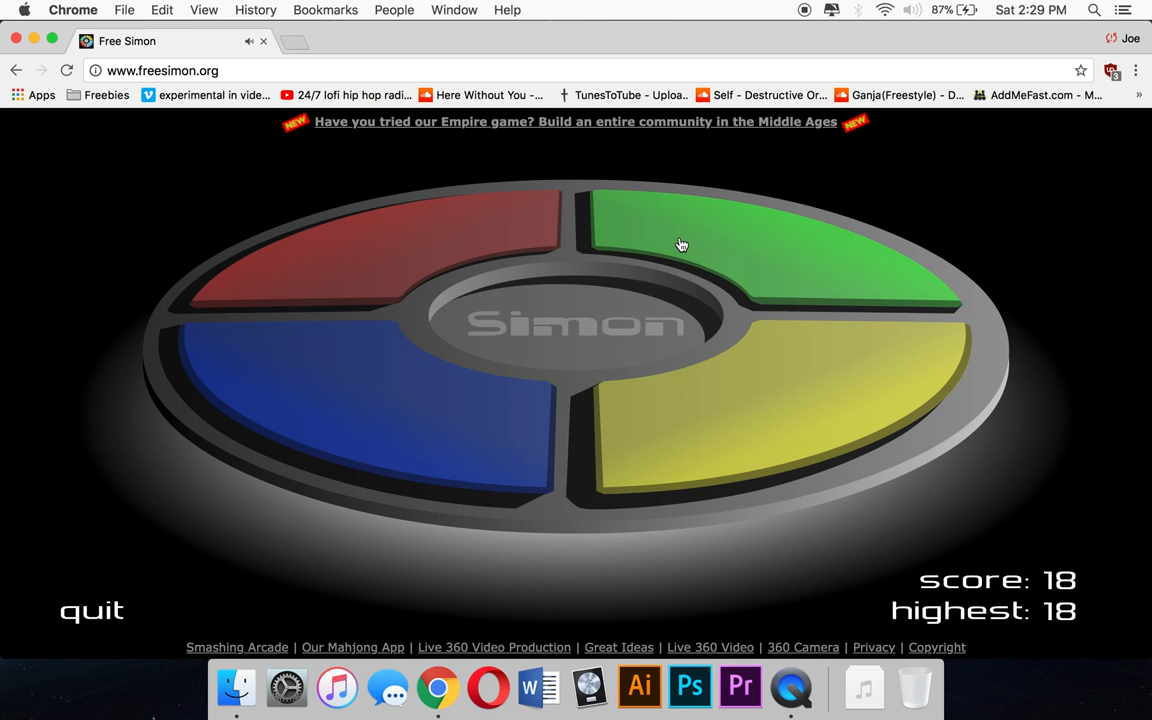 Chrome File Edit View History Bookmarks People Window Help 87% Sat 2:29 PM
Free Simon Joe
www.freesimon.org 3
Apps Freebies experimental in vide... 24/7 lofi hip hop radi... Here Without You -... TunesToTube - Uploa.. Self - Destructive Or... Ganja(Freestyle) - D... AddMeFast.com - M... »
NEW Have you tried our Empire game? Build an entire community in the Middle Ages NEW
Simon
score: 18
quit highest: 18
Smashing Arcade | Our Mahjong App | Live 360 Video Production | Great Ideas | Live 360 Video | 360 Camera | Privacy | Copyright
W Ai Ps Pr